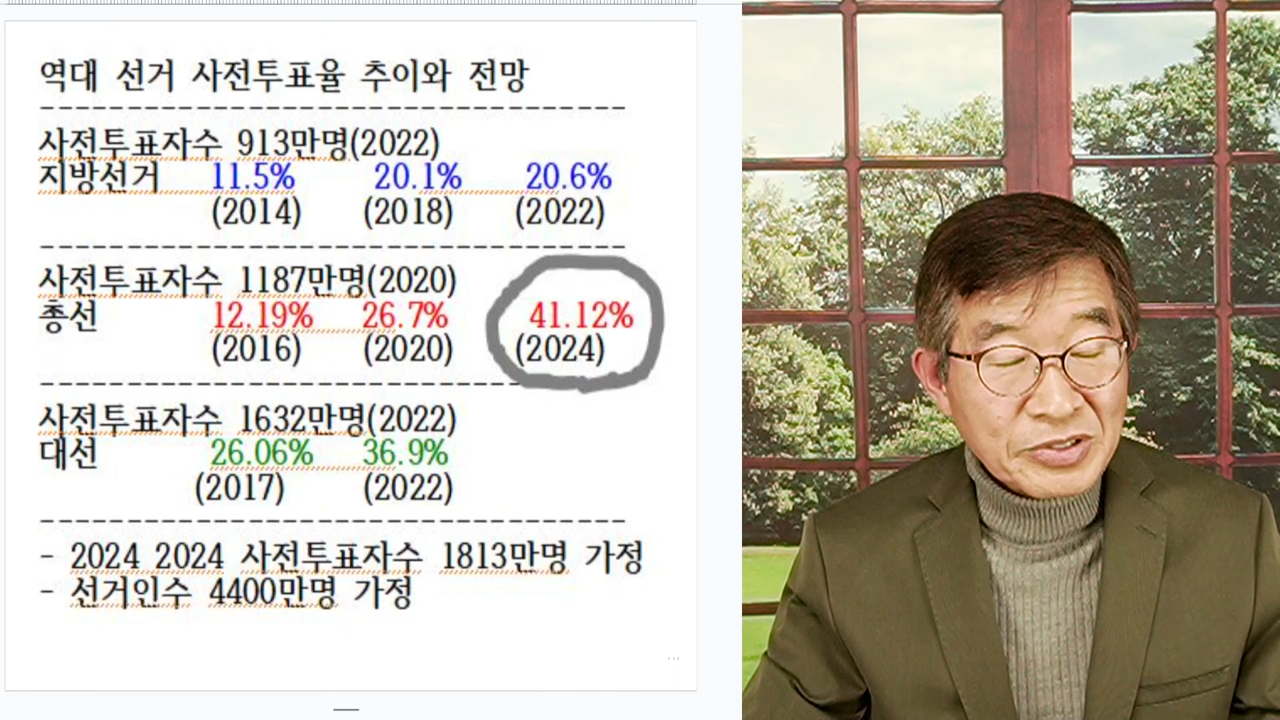 역대 선거 사전투표율 추이와 전망
---------------------------------
사전투표자수 913만명(2022)
지방선거 11.5% 20.1% 20.6%
(2014) (2018) (2022)
---------------------------------
사전투표자수 1187만명(2020)
총선 12.19% 26.7% 41.12%
(2016) (2020) (2024)
---------------------------------
사전투표자수 1632만명(2022)
대선 26.06% 36.9%
(2017) (2022)
---------------------------------
- 2024 2024 사전투표자수 1813만명 가정
- 선거인수 4400만명 가정